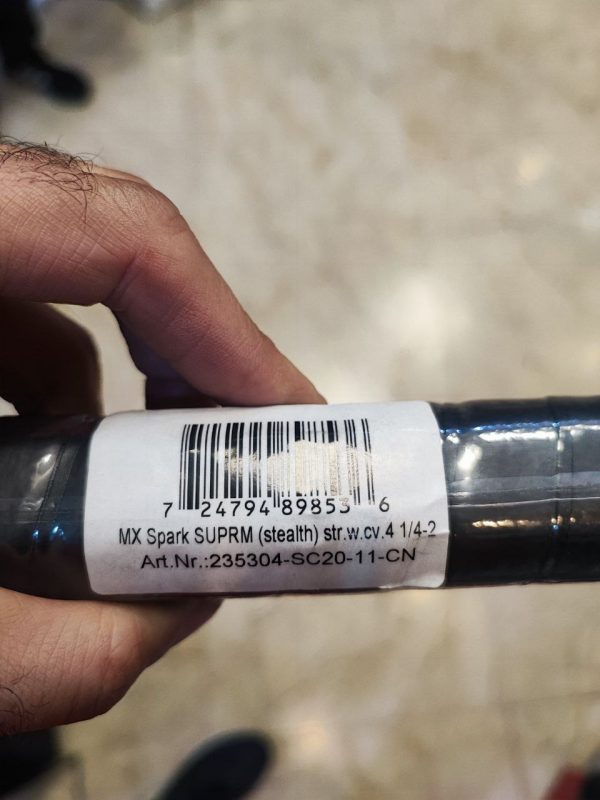 7 24794 89853 6
MX Spark SUPRM (stealth) str.w.cv.4 1/4-2
Art.Nr.:235304-SC20-11-CN